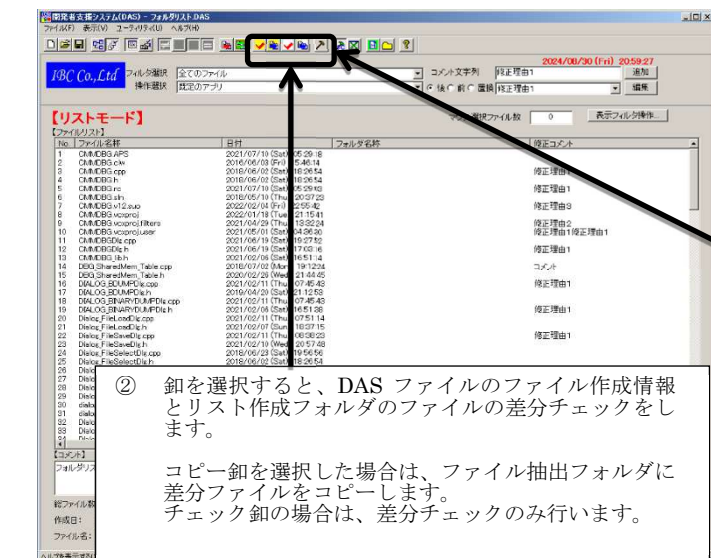 開発者支援システム(DAS) - フォルダリスト.DAS
ファイル(F) 表示(V) ユーティリティ(U) ヘルプ(H)
2024/08/30 (Fri) 20:59:27
IBC Co.,Ltd
フィルタ選択 全てのファイル
コメント文字列 修正理由1 追加
操作選択 既定のアプリ
後 前 置換 修正理由1 編集
【リストモード】
選択ファイル数 0 表示フィルタ操作...
【ファイルリスト】
No. ファイル名称 日付 フォルダ名称 修正コメント
1 CMMDBG.APS 2021/07/10 (Sat) 05:29:18
2 CMMDBG.clw 2016/06/03 (Fri) 15:46:14
3 CMMDBG.cpp 2018/06/02 (Sat) 18:26:54 修正理由1
4 CMMDBG.h 2018/06/02 (Sat) 18:26:54
5 CMMDBG.rc 2021/07/10 (Sat) 05:29:03 修正理由1
6 CMMDBG.sln 2018/05/10 (Thu) 20:37:23
7 CMMDBG.v12.suo 2022/02/04 (Fri) 22:55:42 修正理由3
8 CMMDBG.vcxproj 2022/01/18 (Tue) 21:15:41
9 CMMDBG.vcxproj.filters 2021/04/29 (Thu) 13:32:24 修正理由2
10 CMMDBG.vcxproj.user 2021/05/01 (Sat) 04:36:30 修正理由1修正理由1
11 CMMDBGDlg.cpp 2021/06/19 (Sat) 19:27:52
12 CMMDBGDlg.h 2021/06/19 (Sat) 17:03:16 修正理由1
13 CMMDBG_lib.h 2021/02/06 (Sat) 16:51:14
14 DBG_SharedMem_Table.cpp 2018/07/02 (Mon) 19:12:24 コメント
15 DBG_SharedMem_Table.h 2020/02/26 (Wed) 21:44:45
16 DIALOG_BDUMPDlg.cpp 2021/02/11 (Thu) 07:45:43 修正理由1
17 DIALOG_BDUMPDlg.h 2019/04/20 (Sat) 21:12:53
18 DIALOG_BINARYDUMPDlg.cpp 2021/02/11 (Thu) 07:45:43
19 DIALOG_BINARYDUMPDlg.h 2021/02/06 (Sat) 16:51:38 修正理由1
20 Dialog_FileLoadDlg.cpp 2021/02/11 (Thu) 07:51:14
21 Dialog_FileLoadDlg.h 2021/02/07 (Sun) 18:37:15
22 Dialog_FileSaveDlg.cpp 2021/02/11 (Thu) 08:38:23 修正理由1
23 Dialog_FileSaveDlg.h 2021/02/10 (Wed) 20:57:48
24 Dialog_FileSelectDlg.cpp 2018/06/23 (Sat) 19:56:56
25 Dialog_FileSelectDlg.h 2018/06/02 (Sat) 18:26:54
26 Dialo
27 Dialo
28 Dialo
29 Dialo
30 dialo
31 dialo
32 Dialo
33 Dialo
② 釦を選択すると、DAS ファイルのファイル作成情報
とリスト作成フォルダのファイルの差分チェックをし
ます。
コピー釦を選択した場合は、ファイル抽出フォルダに
差分ファイルをコピーします。
チェック釦の場合は、差分チェックのみ行います。
【コメント】
フォルダリス
総ファイル数
作成日:
ファイル名: